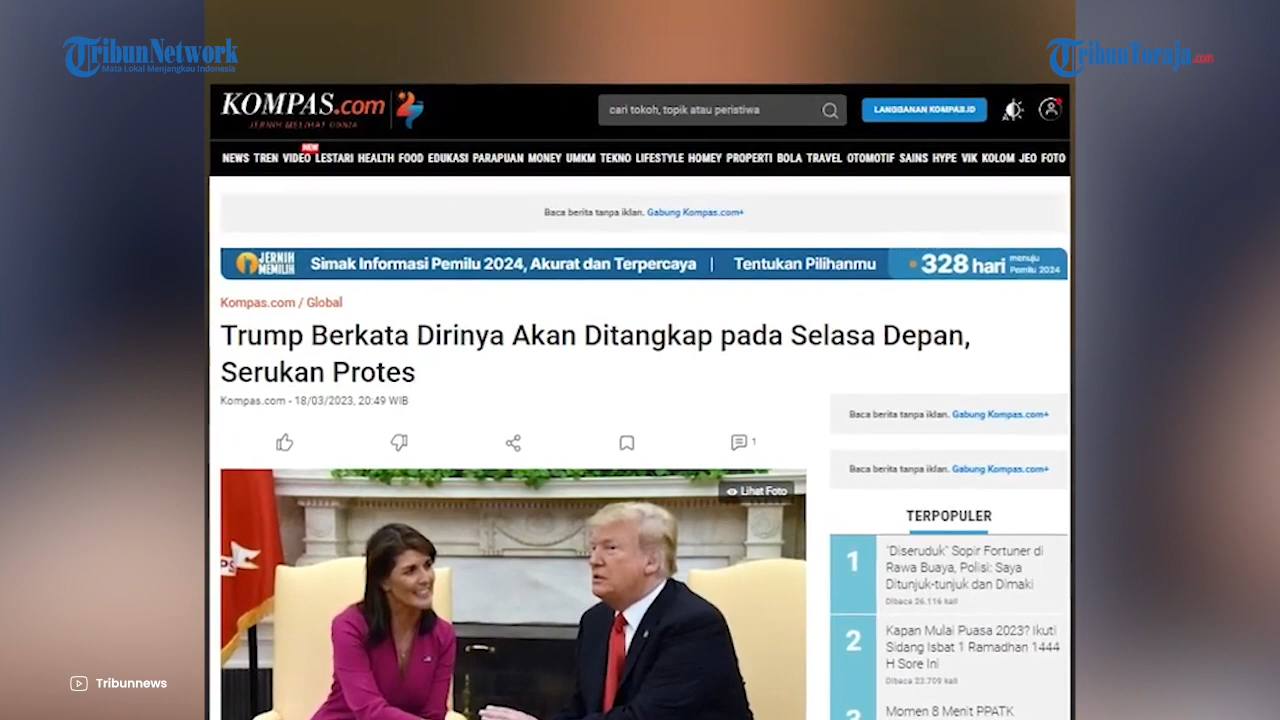 TribunNetwork
Mata Lokal Menjangkau Indonesia
TribunToraja.com
KOMPAS.com
JERNIH MELIHAT DUNIA
cari tokoh, topik atau peristiwa
LANGGANAN KOMPAS.ID
NEW
NEWS TREN VIDEO LESTARI HEALTH FOOD EDUKASI PARAPUAN MONEY UMKM TEKNO LIFESTYLE HOMEY PROPERTI BOLA TRAVEL OTOMOTIF SAINS HYPE VIK KOLOM JEO FOTO
Baca berita tanpa iklan. Gabung Kompas.com+
JERNIH MEMILIH
Simak Informasi Pemilu 2024, Akurat dan Terpercaya | Tentukan Pilihanmu
328 hari menuju Pemilu 2024
Kompas.com / Global
Trump Berkata Dirinya Akan Ditangkap pada Selasa Depan,
Serukan Protes
Kompas.com - 18/03/2023, 20:49 WIB
1
Lihat Foto
Baca berita tanpa iklan. Gabung Kompas.com+
Baca berita tanpa iklan. Gabung Kompas.com+
TERPOPULER
1
"Diseruduk" Sopir Fortuner di
Rawa Buaya, Polisi: Saya
Ditunjuk-tunjuk dan Dimaki
Dibaca 26.116 kali
2
Kapan Mulai Puasa 2023? Ikuti
Sidang Isbat 1 Ramadhan 1444
H Sore Ini
Dibaca 23.709 kali
3
Momen 8 Menit PPATK
Tribunnews